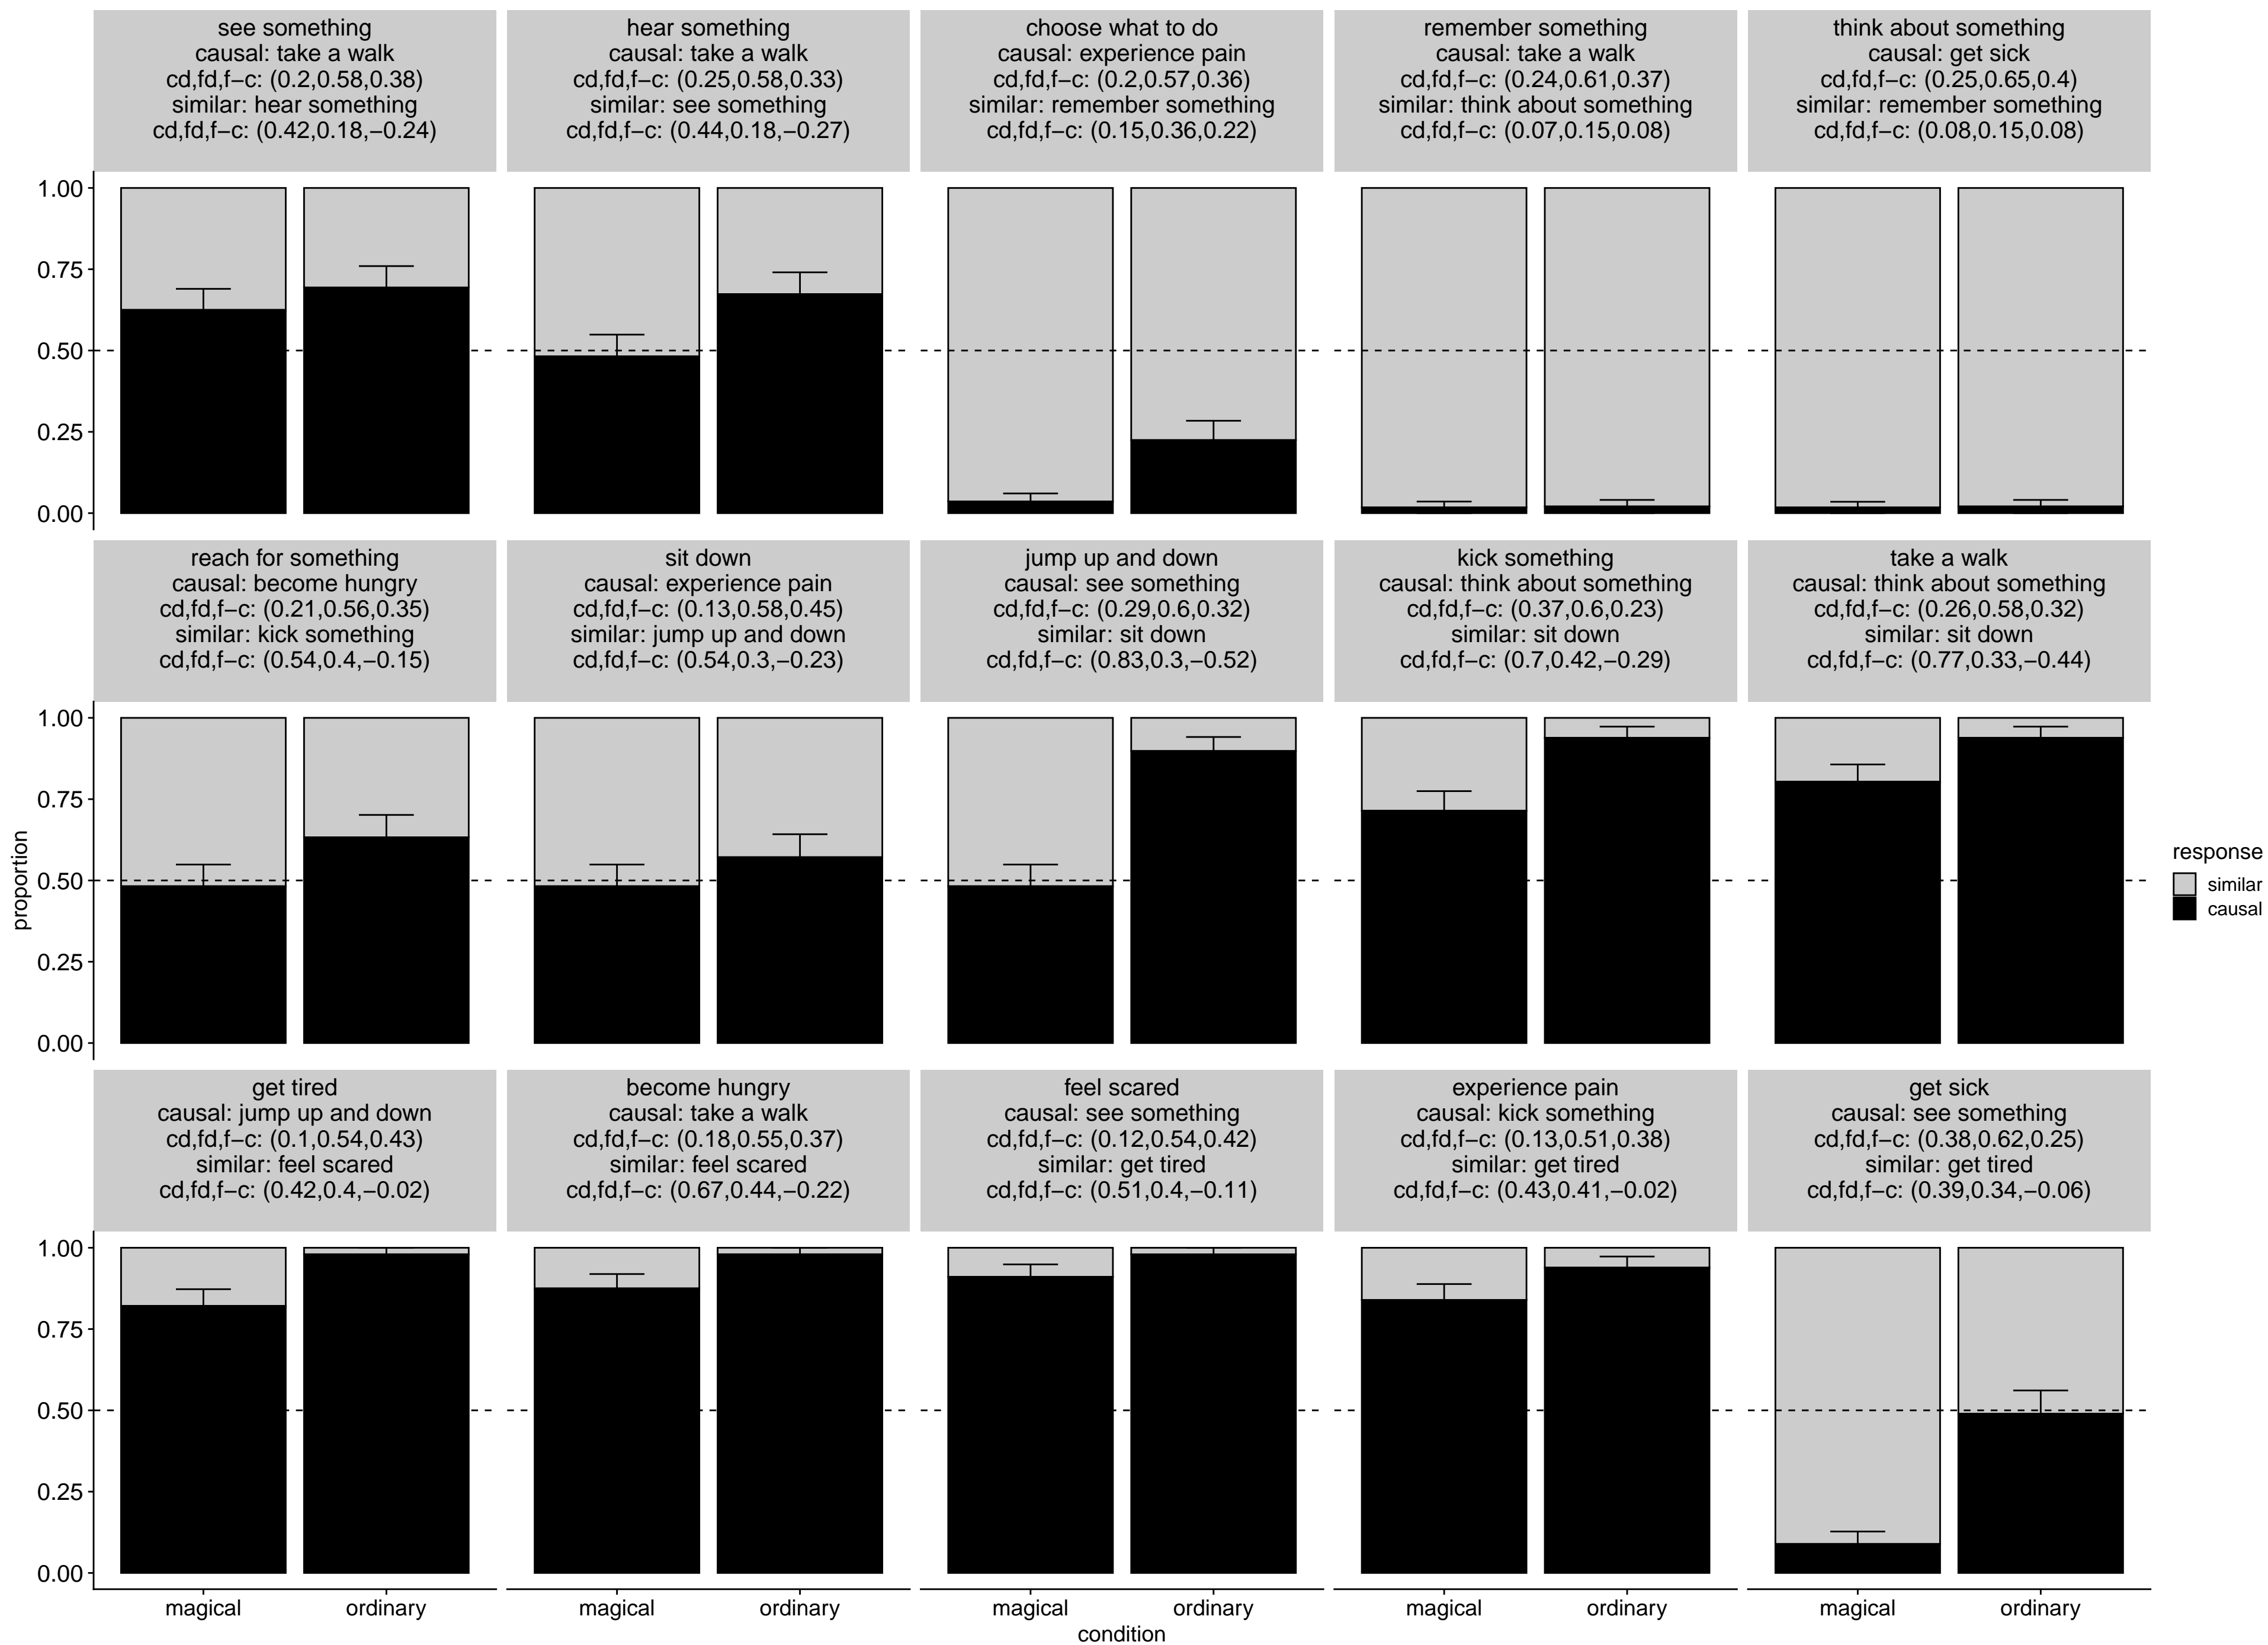 see something
causal: take a walk
cd,fd,f−c: (0.2,0.58,0.38)
similar: hear something
cd,fd,f−c: (0.42,0.18,−0.24)
hear something
causal: take a walk
cd,fd,f−c: (0.25,0.58,0.33)
similar: see something
cd,fd,f−c: (0.44,0.18,−0.27)
choose what to do
causal: experience pain
cd,fd,f−c: (0.2,0.57,0.36)
similar: remember something
cd,fd,f−c: (0.15,0.36,0.22)
remember something
causal: take a walk
cd,fd,f−c: (0.24,0.61,0.37)
similar: think about something
cd,fd,f−c: (0.07,0.15,0.08)
think about something
causal: get sick
cd,fd,f−c: (0.25,0.65,0.4)
similar: remember something
cd,fd,f−c: (0.08,0.15,0.08)
1.00
0.75
0.50
0.25
0.00
reach for something
causal: become hungry
cd,fd,f−c: (0.21,0.56,0.35)
similar: kick something
cd,fd,f−c: (0.54,0.4,−0.15)
sit down
causal: experience pain
cd,fd,f−c: (0.13,0.58,0.45)
similar: jump up and down
cd,fd,f−c: (0.54,0.3,−0.23)
jump up and down
causal: see something
cd,fd,f−c: (0.29,0.6,0.32)
similar: sit down
cd,fd,f−c: (0.83,0.3,−0.52)
kick something
causal: think about something
cd,fd,f−c: (0.37,0.6,0.23)
similar: sit down
cd,fd,f−c: (0.7,0.42,−0.29)
take a walk
causal: think about something
cd,fd,f−c: (0.26,0.58,0.32)
similar: sit down
cd,fd,f−c: (0.77,0.33,−0.44)
1.00
0.75
0.50
0.25
0.00
proportion
response
similar
causal
get tired
causal: jump up and down
cd,fd,f−c: (0.1,0.54,0.43)
similar: feel scared
cd,fd,f−c: (0.42,0.4,−0.02)
become hungry
causal: take a walk
cd,fd,f−c: (0.18,0.55,0.37)
similar: feel scared
cd,fd,f−c: (0.67,0.44,−0.22)
feel scared
causal: see something
cd,fd,f−c: (0.12,0.54,0.42)
similar: get tired
cd,fd,f−c: (0.51,0.4,−0.11)
experience pain
causal: kick something
cd,fd,f−c: (0.13,0.51,0.38)
similar: get tired
cd,fd,f−c: (0.43,0.41,−0.02)
get sick
causal: see something
cd,fd,f−c: (0.38,0.62,0.25)
similar: get tired
cd,fd,f−c: (0.39,0.34,−0.06)
1.00
0.75
0.50
0.25
0.00
magical ordinary
magical ordinary
magical ordinary
magical ordinary
magical ordinary
condition